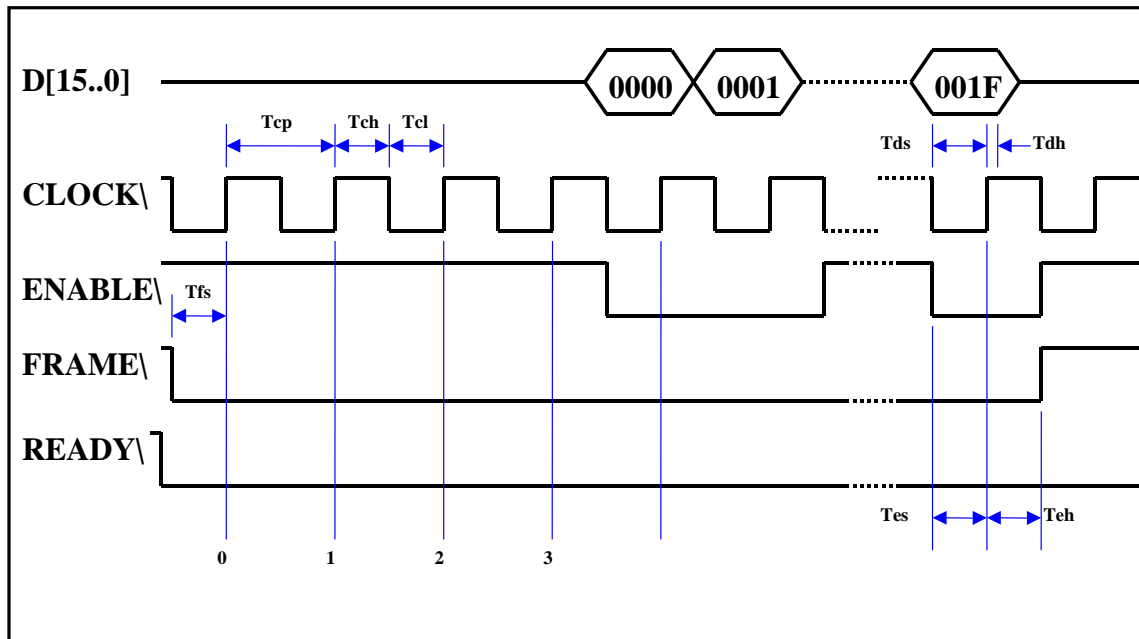 D[15..0] 0000 0001 001F
Tcp Tch Tcl Tds Tdh
CLOCK\
ENABLE\
Tfs
FRAME\
READY\
Tes Teh
0 1 2 3